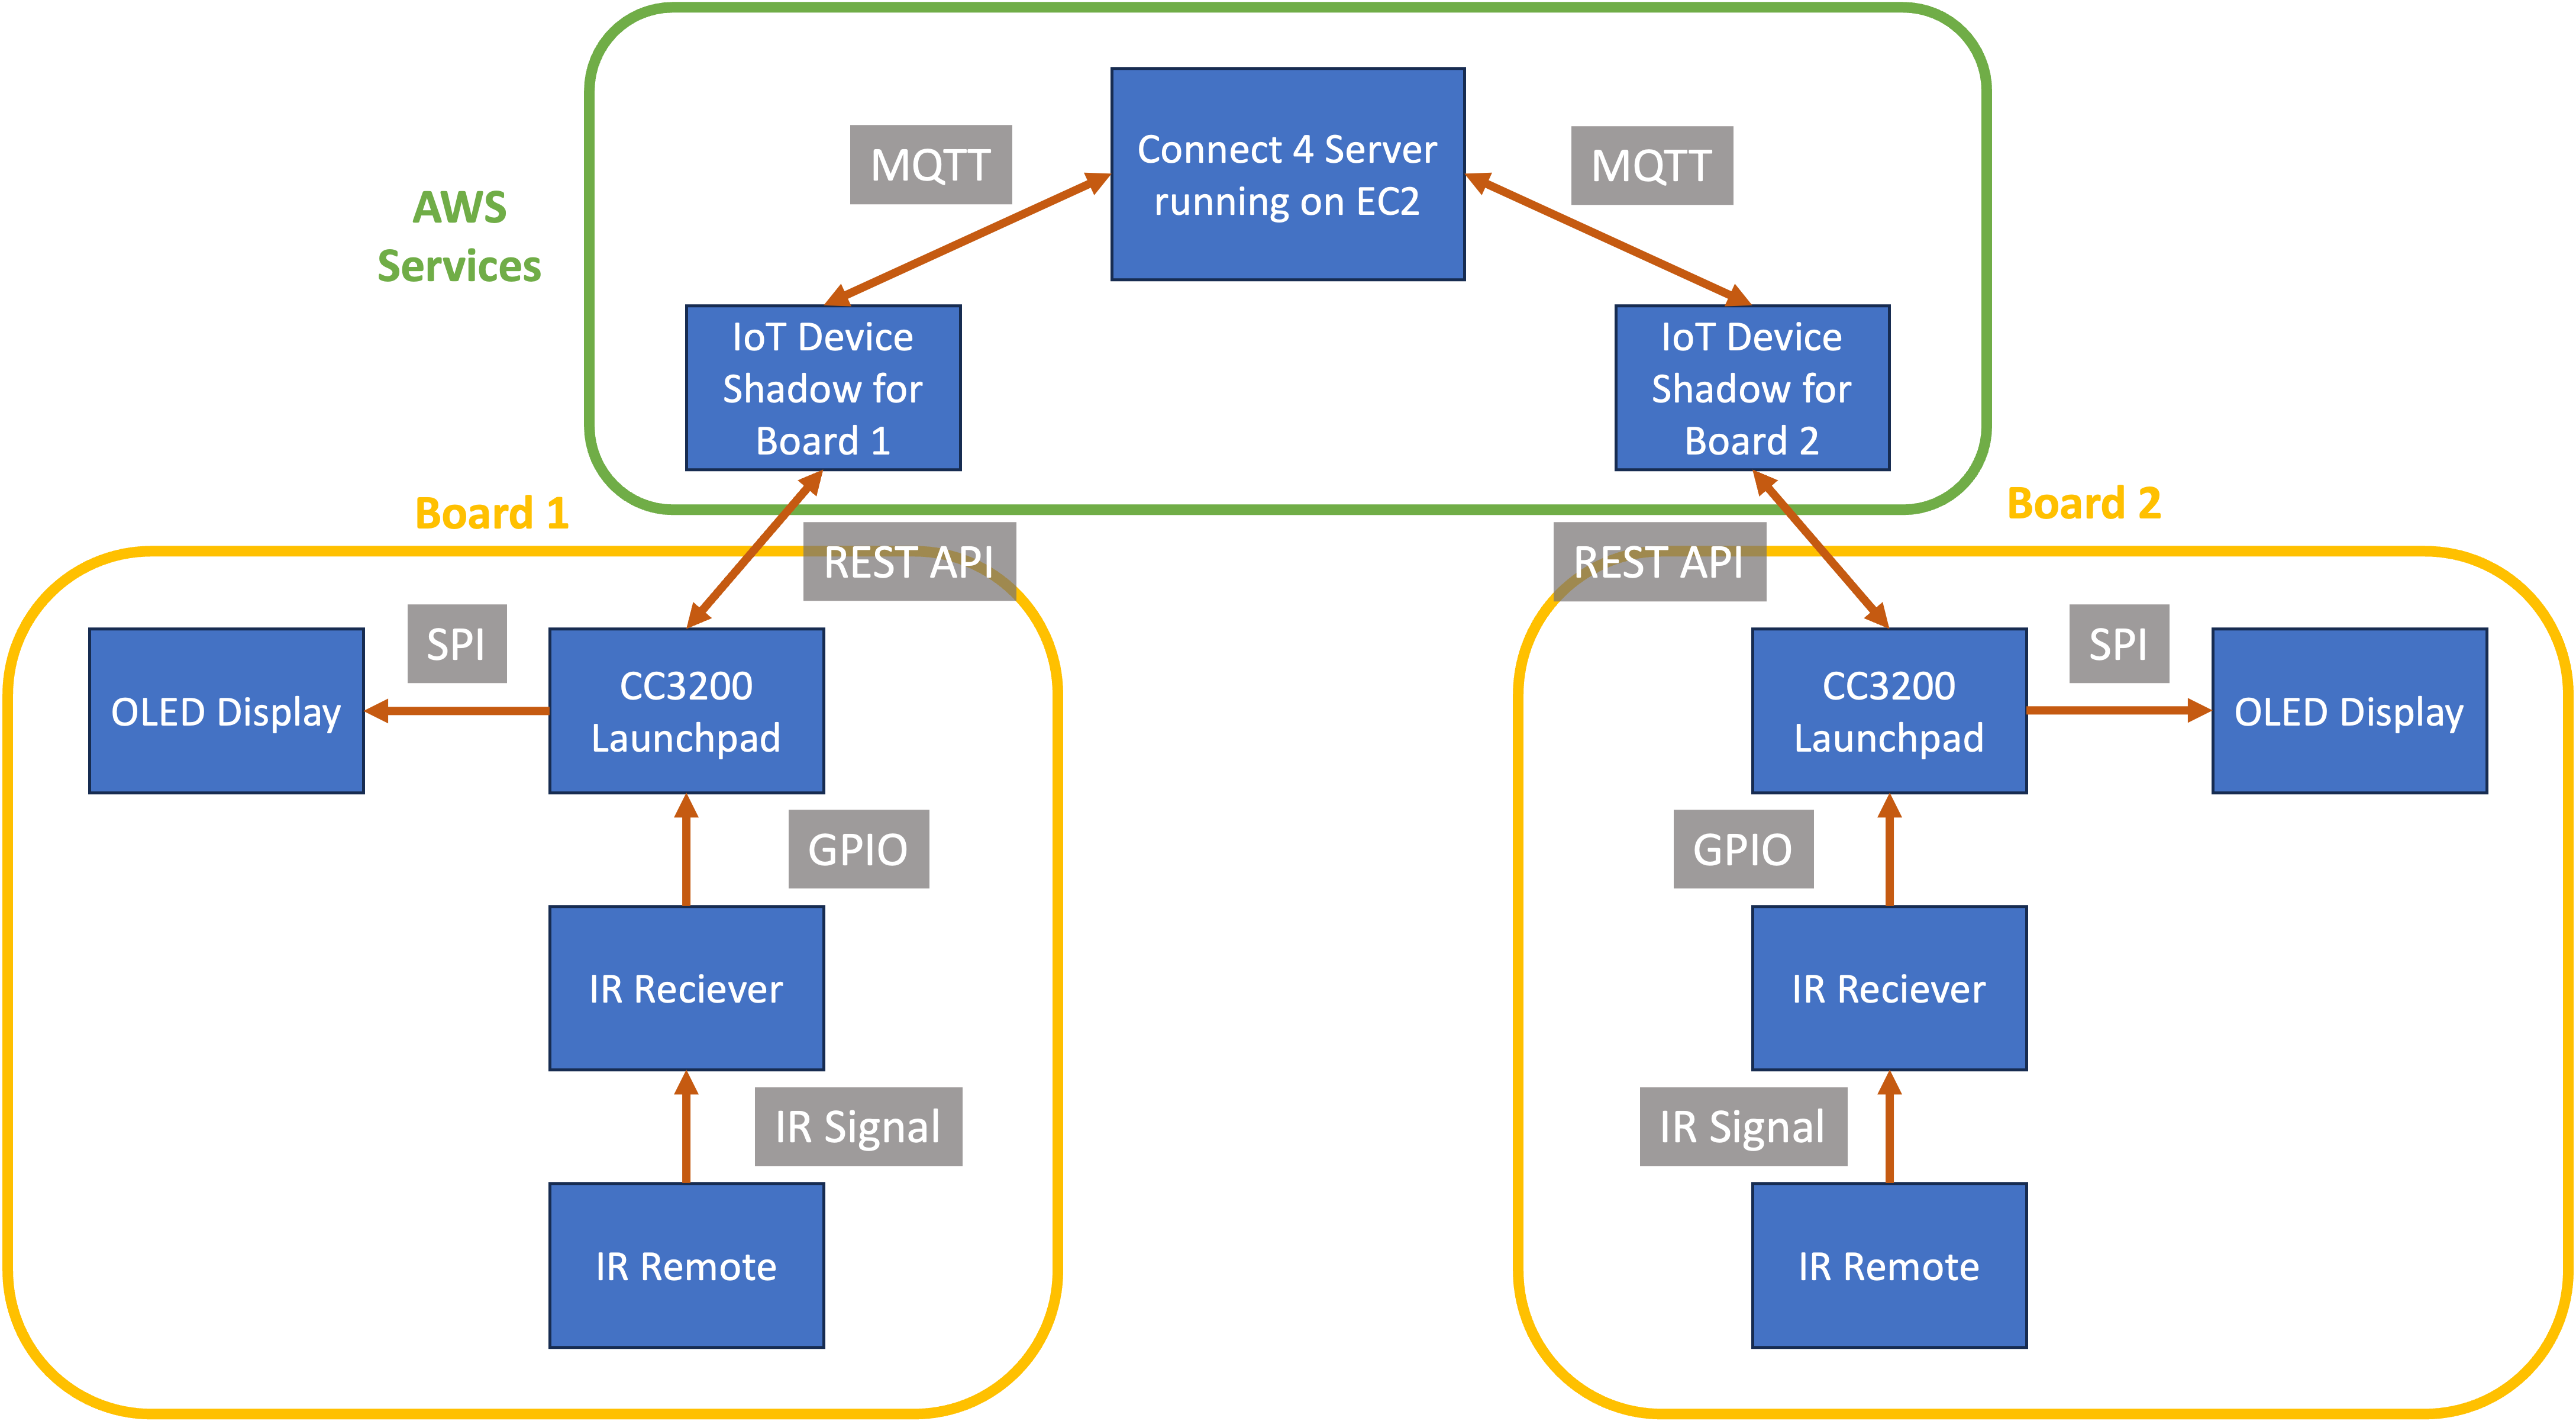 AWS
Services
MQTT
Connect 4 Server
running on EC2
MQTT
IoT Device
Shadow for
Board 1
IoT Device
Shadow for
Board 2
Board 1
REST API
SPI
OLED Display
CC3200
Launchpad
GPIO
IR Reciever
IR Signal
IR Remote
Board 2
REST API
SPI
CC3200
Launchpad
OLED Display
GPIO
IR Reciever
IR Signal
IR Remote